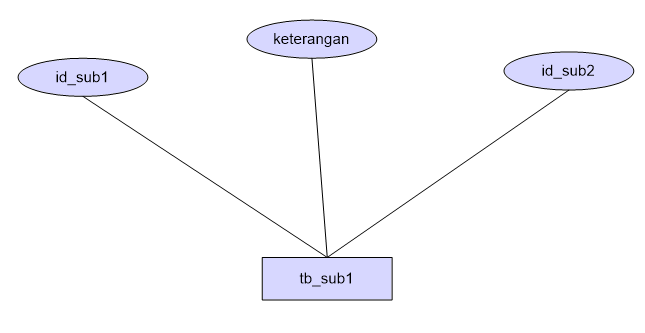 keterangan
id_sub1
id_sub2
tb_sub1